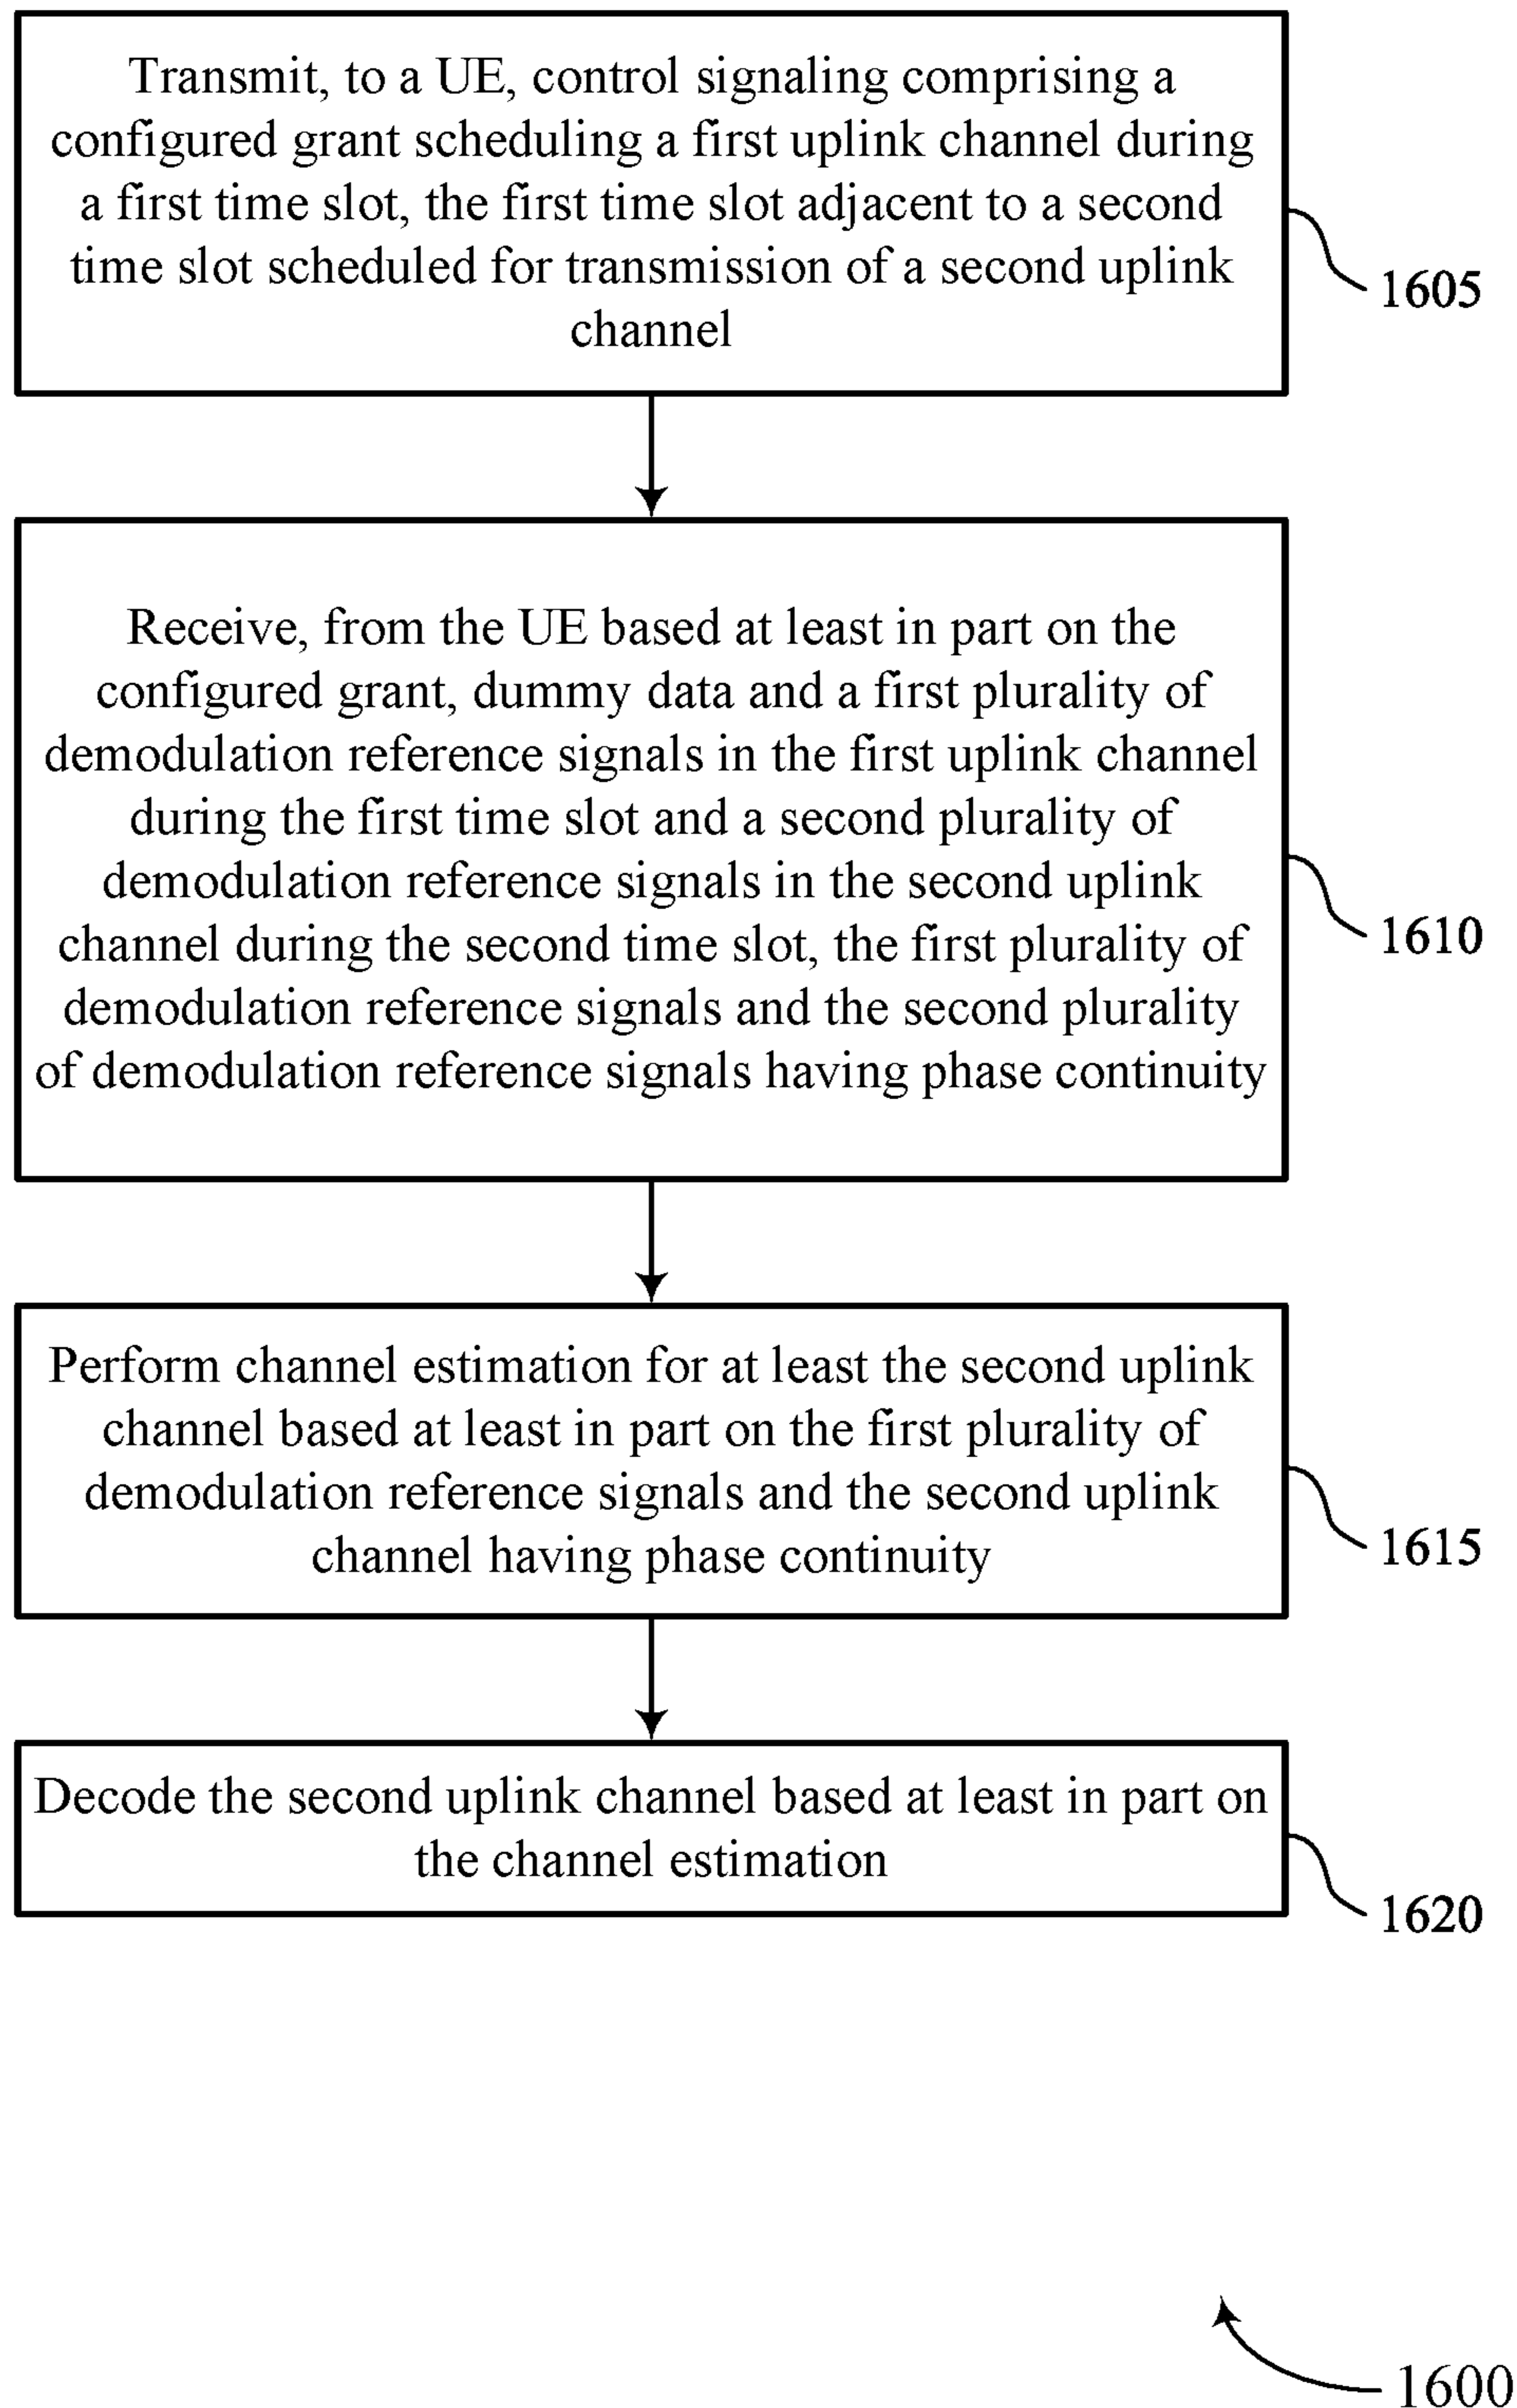 Transmit, to a UE, control signaling comprising a
configured grant scheduling a first uplink channel during
a first time slot, the first time slot adjacent to a second
time slot scheduled for transmission of a second uplink
channel
1605
Receive, from the UE based at least in part on the
configured grant, dummy data and a first plurality of
demodulation reference signals in the first uplink channel
during the first time slot and a second plurality of
demodulation reference signals in the second uplink
channel during the second time slot, the first plurality of
demodulation reference signals and the second plurality
of demodulation reference signals having phase continuity
1610
Perform channel estimation for at least the second uplink
channel based at least in part on the first plurality of
demodulation reference signals and the second uplink
channel having phase continuity
1615
Decode the second uplink channel based at least in part on
the channel estimation
1620
1600